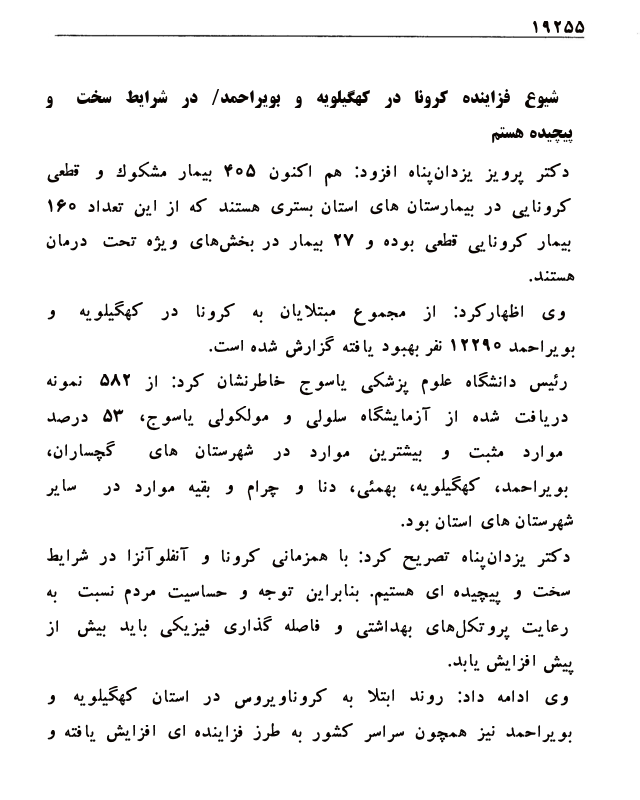 ۱۹۲۵۵
شیوع فزاینده کرونا در کهگیلویه و بویراحمد/ در شرایط سخت و
پیچیده هستم
دکتر پرویز یزدان‌پناه افزود: هم اکنون ۴۰۵ بیمار مشکوك و قطعی
کرونایی در بیمارستان های استان بستری هستند که از این تعداد ۱۶۰
بیمار کرونایی قطعی بوده و ۲۷ بیمار در بخش‌های ویژه تحت درمان
هستند.
وی اظهارکرد: از مجموع مبتلایان به کرونا در کهگیلویه و
بویراحمد ۱۲۲۹۰ نفر بهبود یافته گزارش شده است.
رئیس دانشگاه علوم پزشکی یاسوج خاطرنشان کرد: از ۵۸۲ نمونه
دریافت شده از آزمایشگاه سلولی و مولکولی یاسوج، ۵۳ درصد
موارد مثبت و بیشترین موارد در شهرستان های گچساران،
بویراحمد، کهگیلویه، بهمئی، دنا و چرام و بقیه موارد در سایر
شهرستان های استان بود.
دکتر یزدان‌پناه تصریح کرد: با همزمانی کرونا و آنفلوآنزا در شرایط
سخت و پیچیده ای هستیم. بنابراین توجه و حساسیت مردم نسبت به
رعایت پروتکل‌های بهداشتی و فاصله گذاری فیزیکی باید بیش از
پیش افزایش یابد.
وی ادامه داد: روند ابتلا به کروناویروس در استان کهگیلویه و
بویراحمد نیز همچون سراسر کشور به طرز فزاینده ای افزایش یافته و